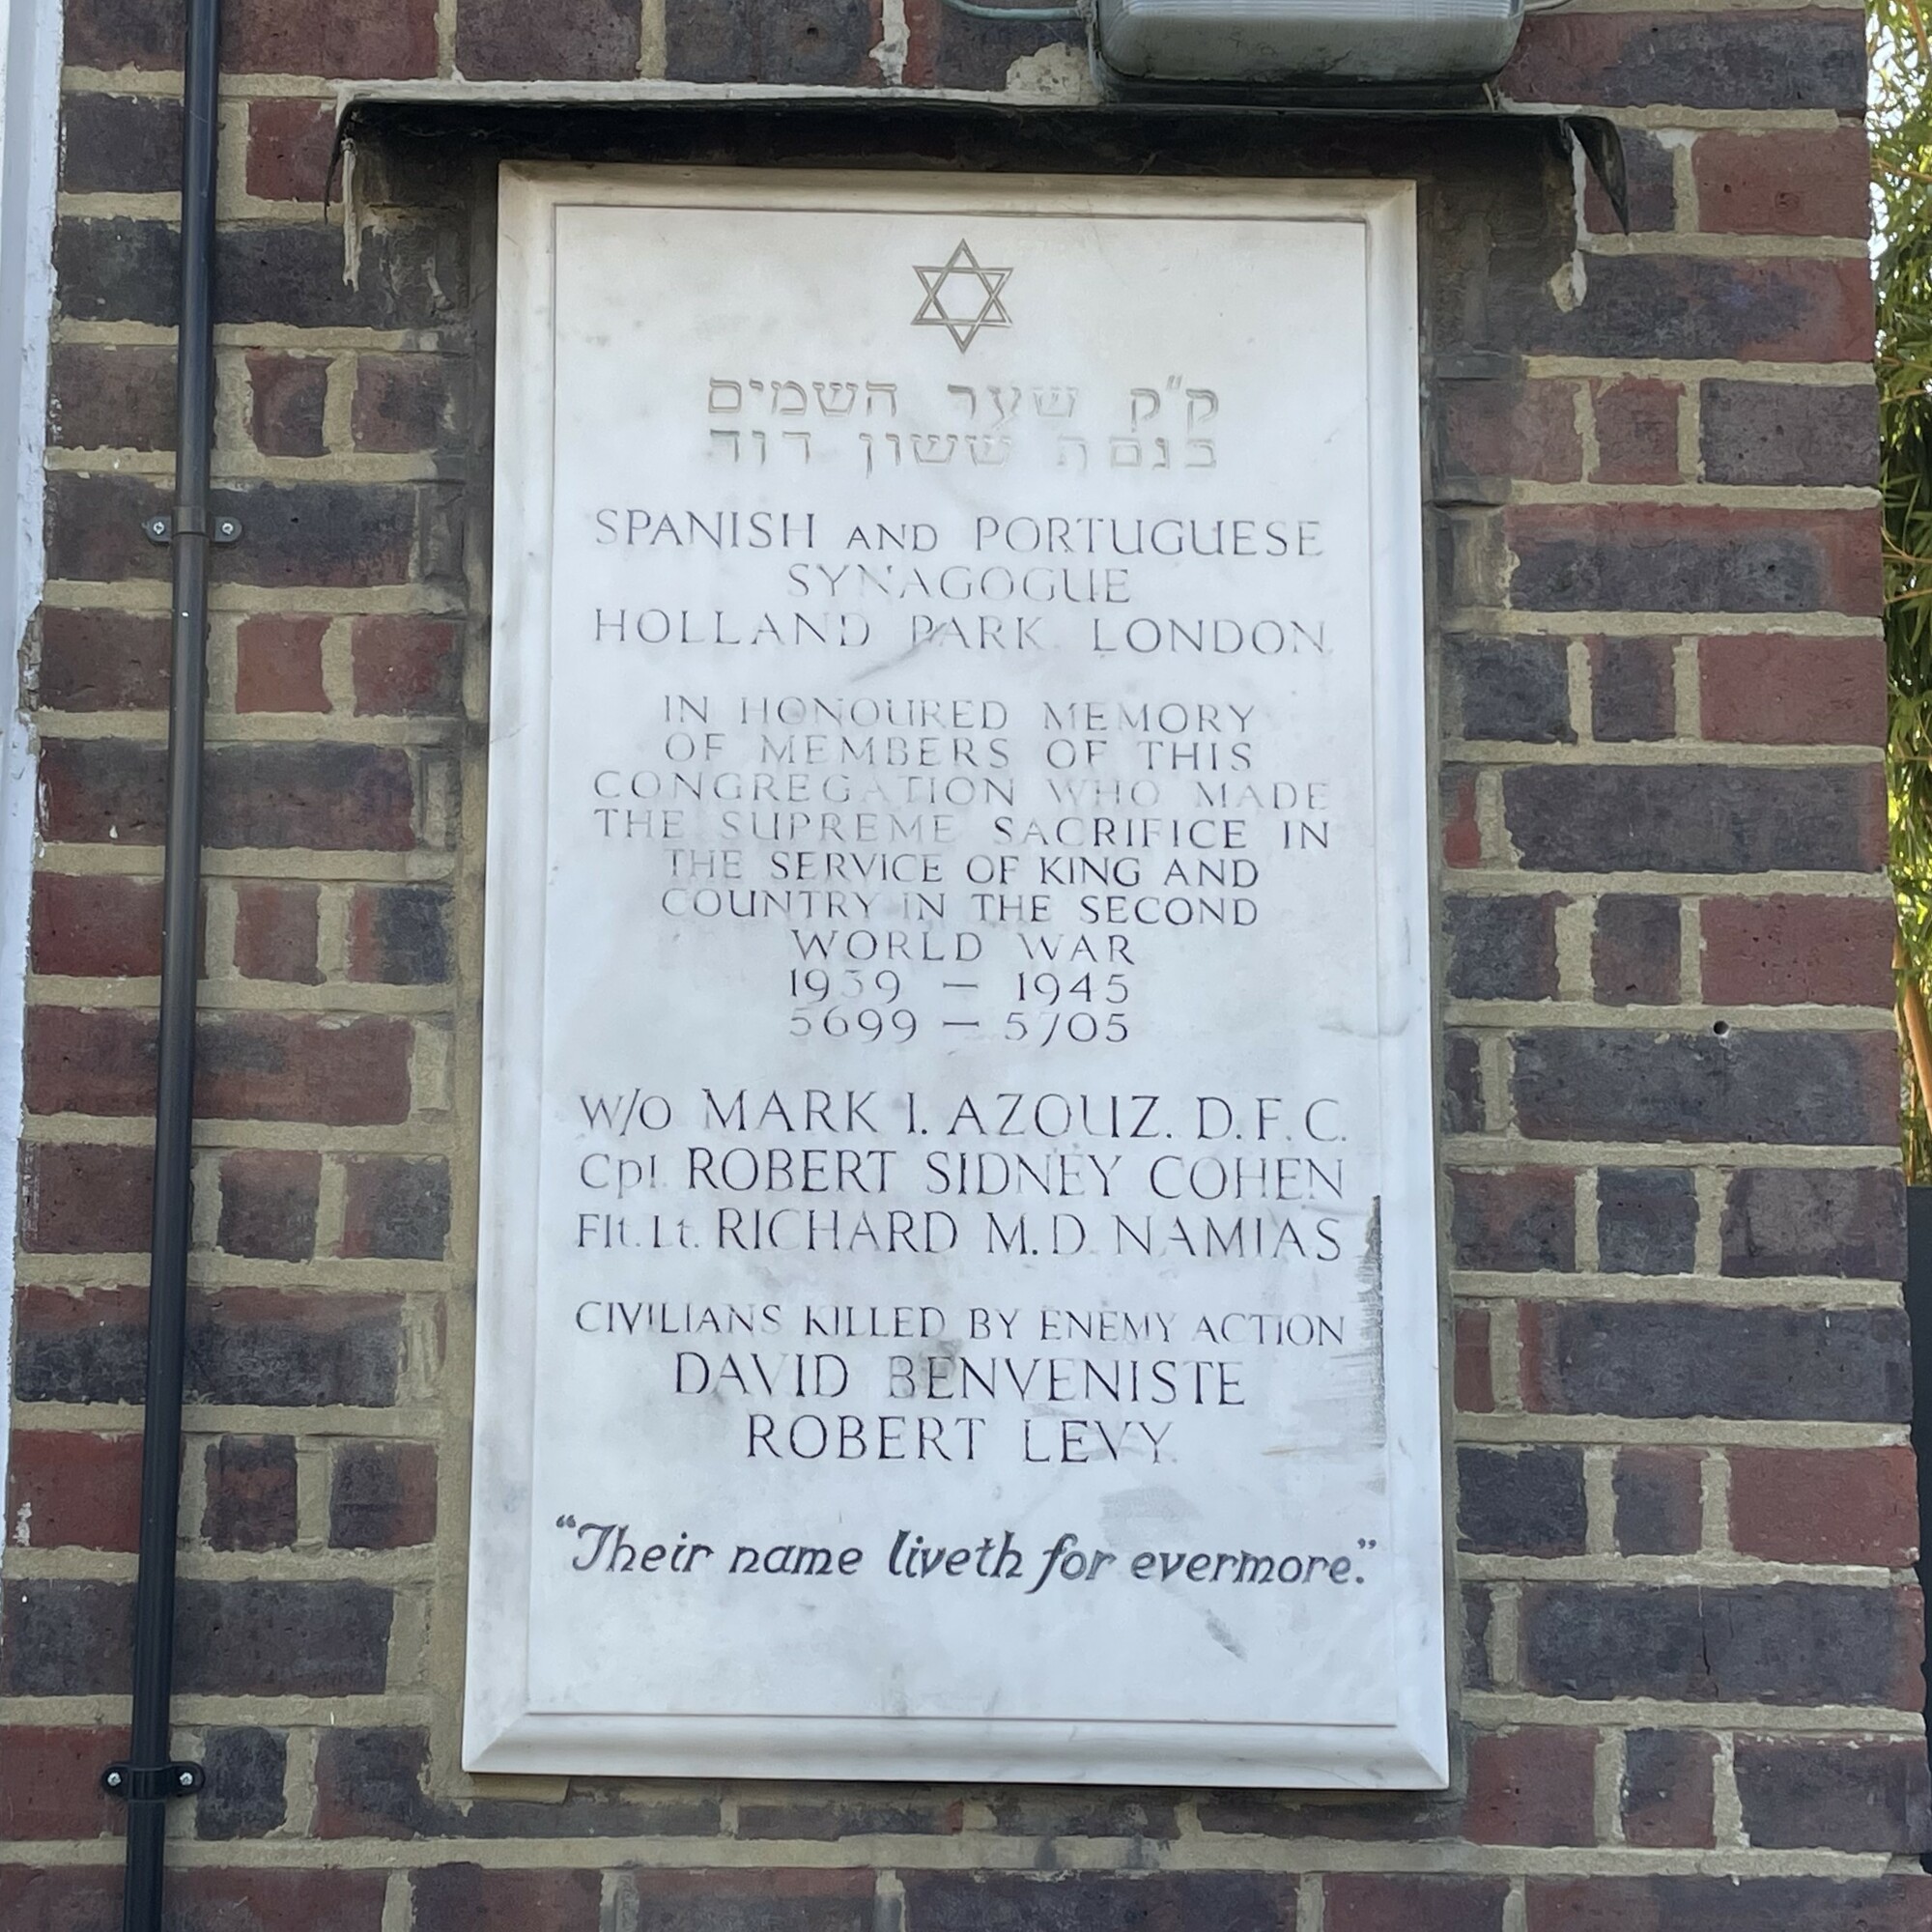 ק"ק שער השמים
בנסת ששון דוד
SPANISH AND PORTUGUESE
SYNAGOGUE
HOLLAND PARK LONDON
IN HONOURED MEMORY
OF MEMBERS OF THIS
CONGREGATION WHO MADE
THE SUPREME SACRIFICE IN
THE SERVICE OF KING AND
COUNTRY IN THE SECOND
WORLD WAR
1939 — 1945
5699 — 5705
W/O MARK I. AZOUZ. D.F.C.
Cpl. ROBERT SIDNEY COHEN
Flt. Lt. RICHARD M.D. NAMIAS
CIVILIANS KILLED BY ENEMY ACTION
DAVID BENVENISTE
ROBERT LEVY
"Their name liveth for evermore."